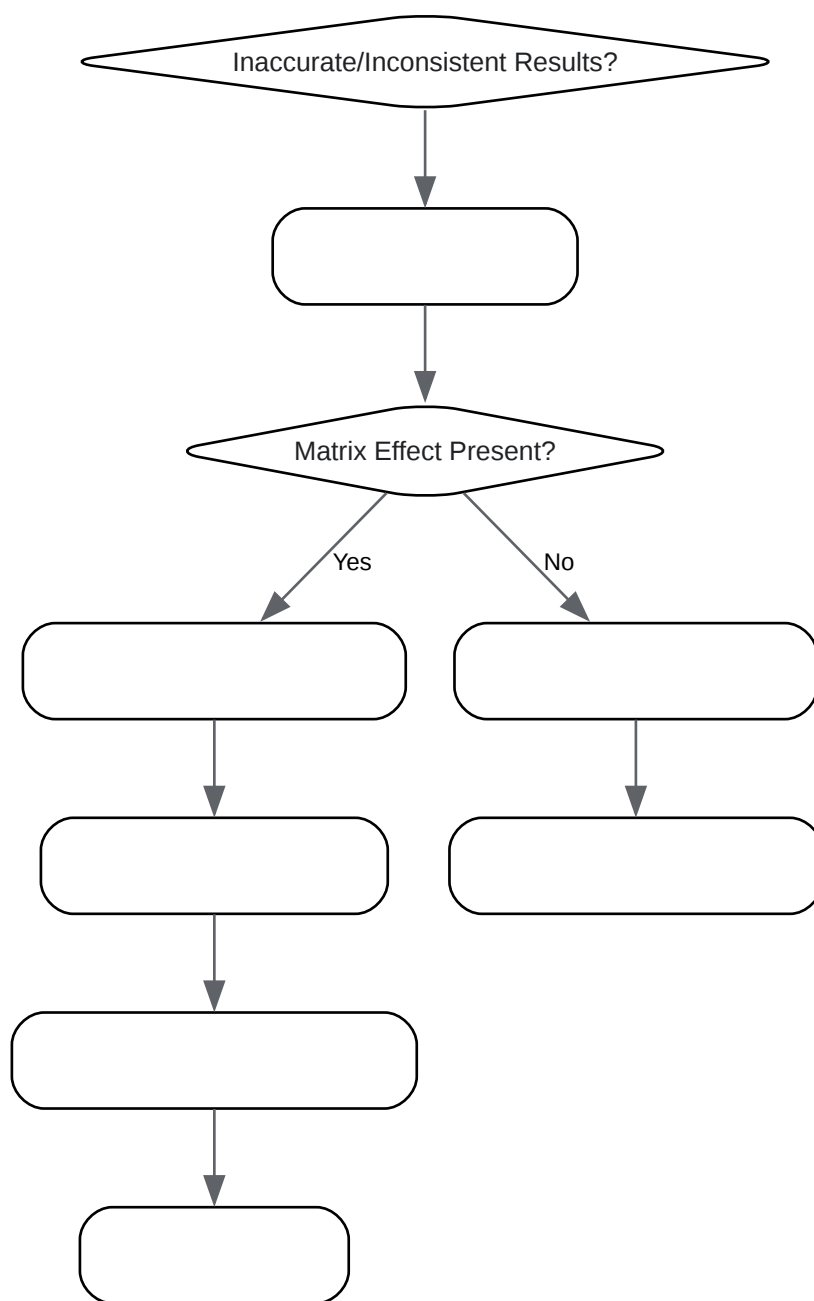 Inaccurate/Inconsistent Results?
Matrix Effect Present?
Yes
No